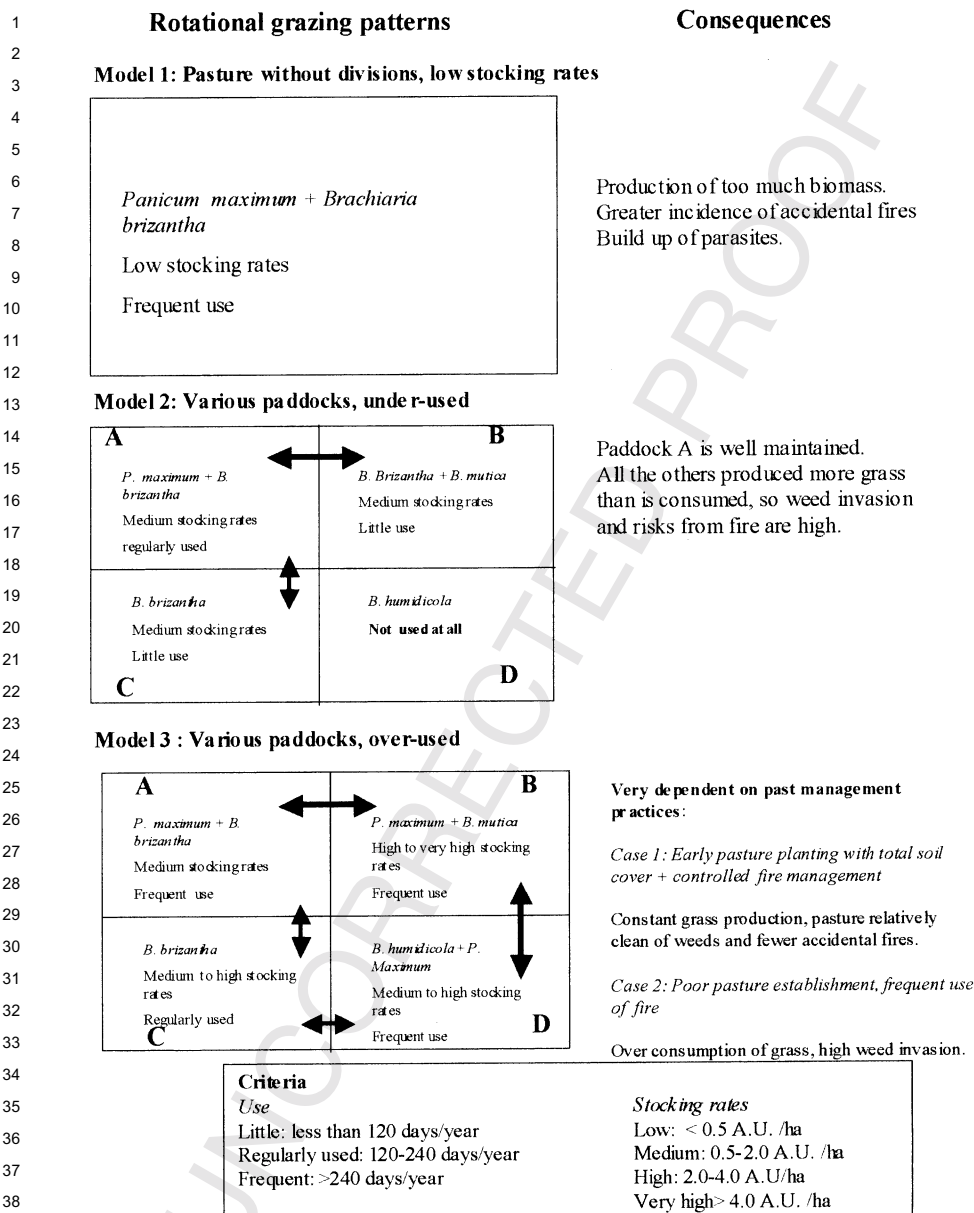 Rotational grazing patterns
Consequences
Model 1: Pasture without divisions, low stocking rates
Panicum maximum + Brachiaria
brizantha
Low stocking rates
Frequent use
Production of too much biomass.
Greater incidence of accidental fires
Build up of parasites.
Model 2: Various paddocks, under-used
A
P. maximum + B.
brizantha
Medium stocking rates
regularly used
B
B. Brizantha + B. mutica
Medium stocking rates
Little use
B. brizantha
Medium stocking rates
Little use
C
B. humidicola
Not used at all
D
Paddock A is well maintained.
All the others produced more grass
than is consumed, so weed invasion
and risks from fire are high.
Model 3 : Various paddocks, over-used
A
P. maximum + B.
brizantha
Medium stocking rates
Frequent use
B
P. maximum + B. mutica
High to very high stocking
rates
Frequent use
B. brizantha
Medium to high stocking
rates
Regularly used
C
B. humidicola + P.
Maximum
Medium to high stocking
rates
Frequent use
D
Very dependent on past management
practices:
Case 1: Early pasture planting with total soil
cover + controlled fire management
Constant grass production, pasture relatively
clean of weeds and fewer accidental fires.
Case 2: Poor pasture establishment, frequent use
of fire
Over consumption of grass, high weed invasion.
Criteria
Use
Little: less than 120 days/year
Regularly used: 120-240 days/year
Frequent: >240 days/year
Stocking rates
Low: < 0.5 A.U. /ha
Medium: 0.5-2.0 A.U. /ha
High: 2.0-4.0 A.U/ha
Very high> 4.0 A.U. /ha
1
2
3
4
5
6
7
8
9
10
11
12
13
14
15
16
17
18
19
20
21
22
23
24
25
26
27
28
29
30
31
32
33
34
35
36
37
38
UNCORRECTED PROOF